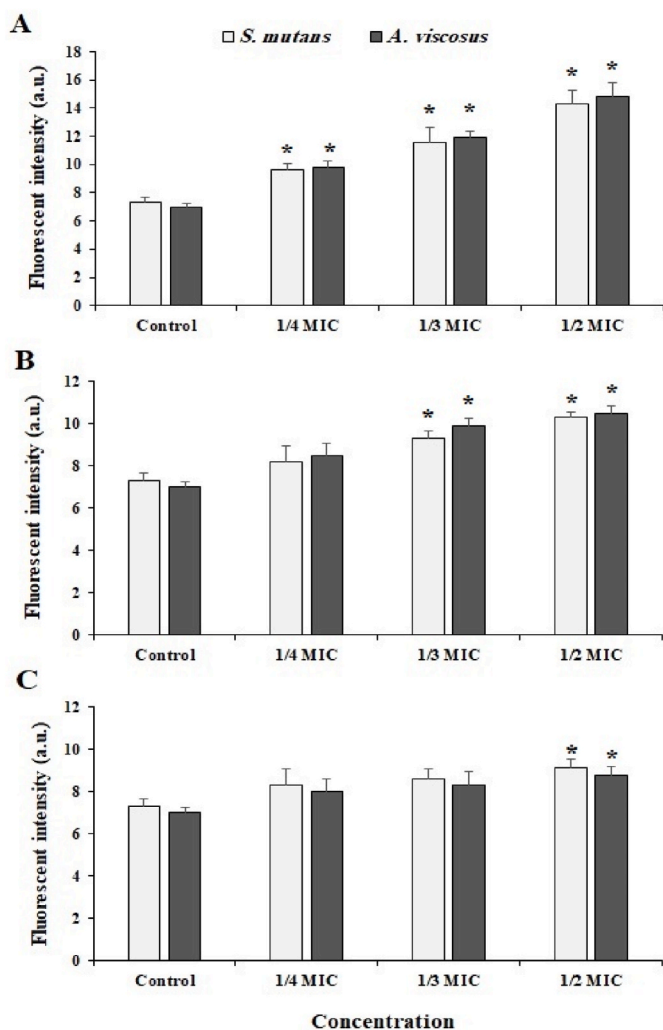 A
S. mutans A. viscosus
Fluorescent intensity (a.u.)
18
16
14
12
10
8
6
4
2
0
* * * * * *
Control 1/4 MIC 1/3 MIC 1/2 MIC
B
Fluorescent intensity (a.u.)
12
10
8
6
4
2
0
* * * *
Control 1/4 MIC 1/3 MIC 1/2 MIC
C
Fluorescent intensity (a.u.)
12
10
8
6
4
2
0
* *
Control 1/4 MIC 1/3 MIC 1/2 MIC
Concentration